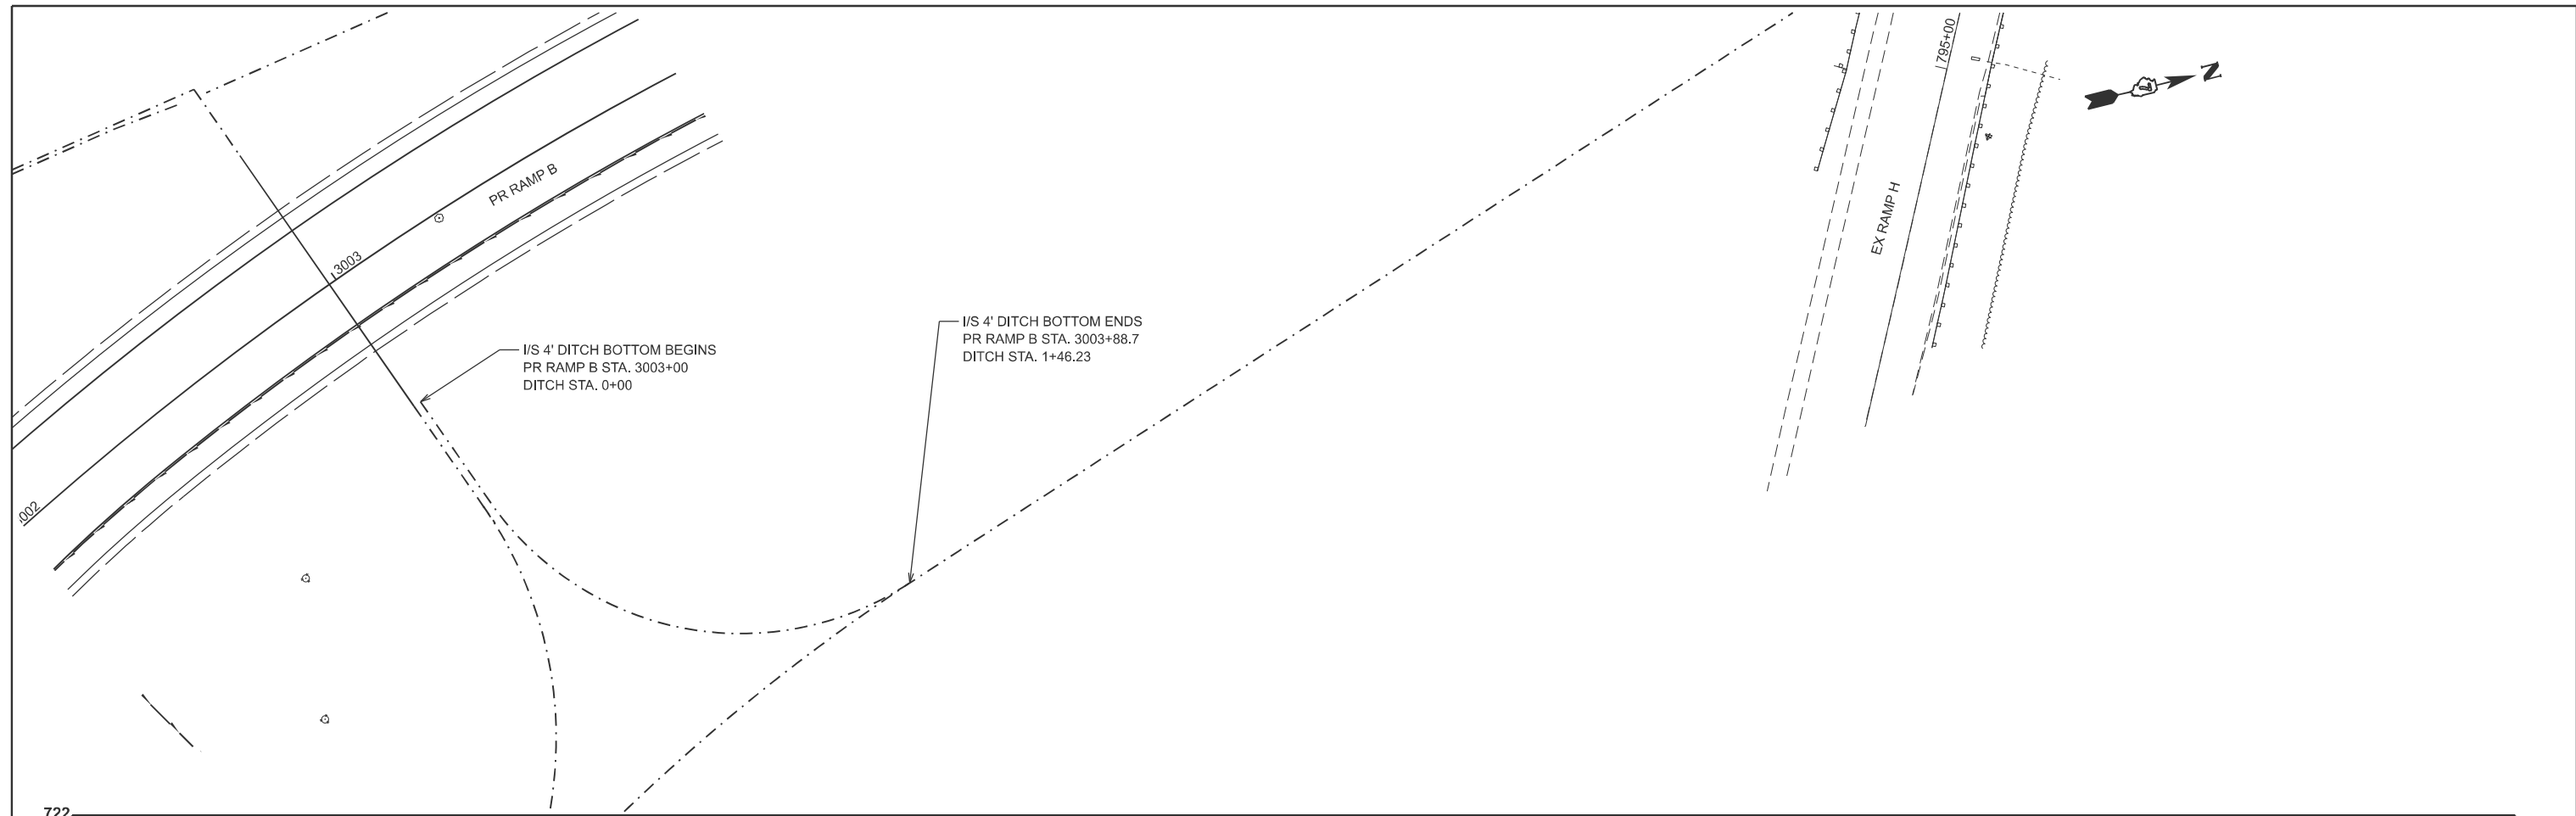 795+00
N
PR RAMP B
EX RAMP H
3003
I/S 4' DITCH BOTTOM ENDS
PR RAMP B STA. 3003+88.7
DITCH STA. 1+46.23
I/S 4' DITCH BOTTOM BEGINS
PR RAMP B STA. 3003+00
DITCH STA. 0+00
002
722